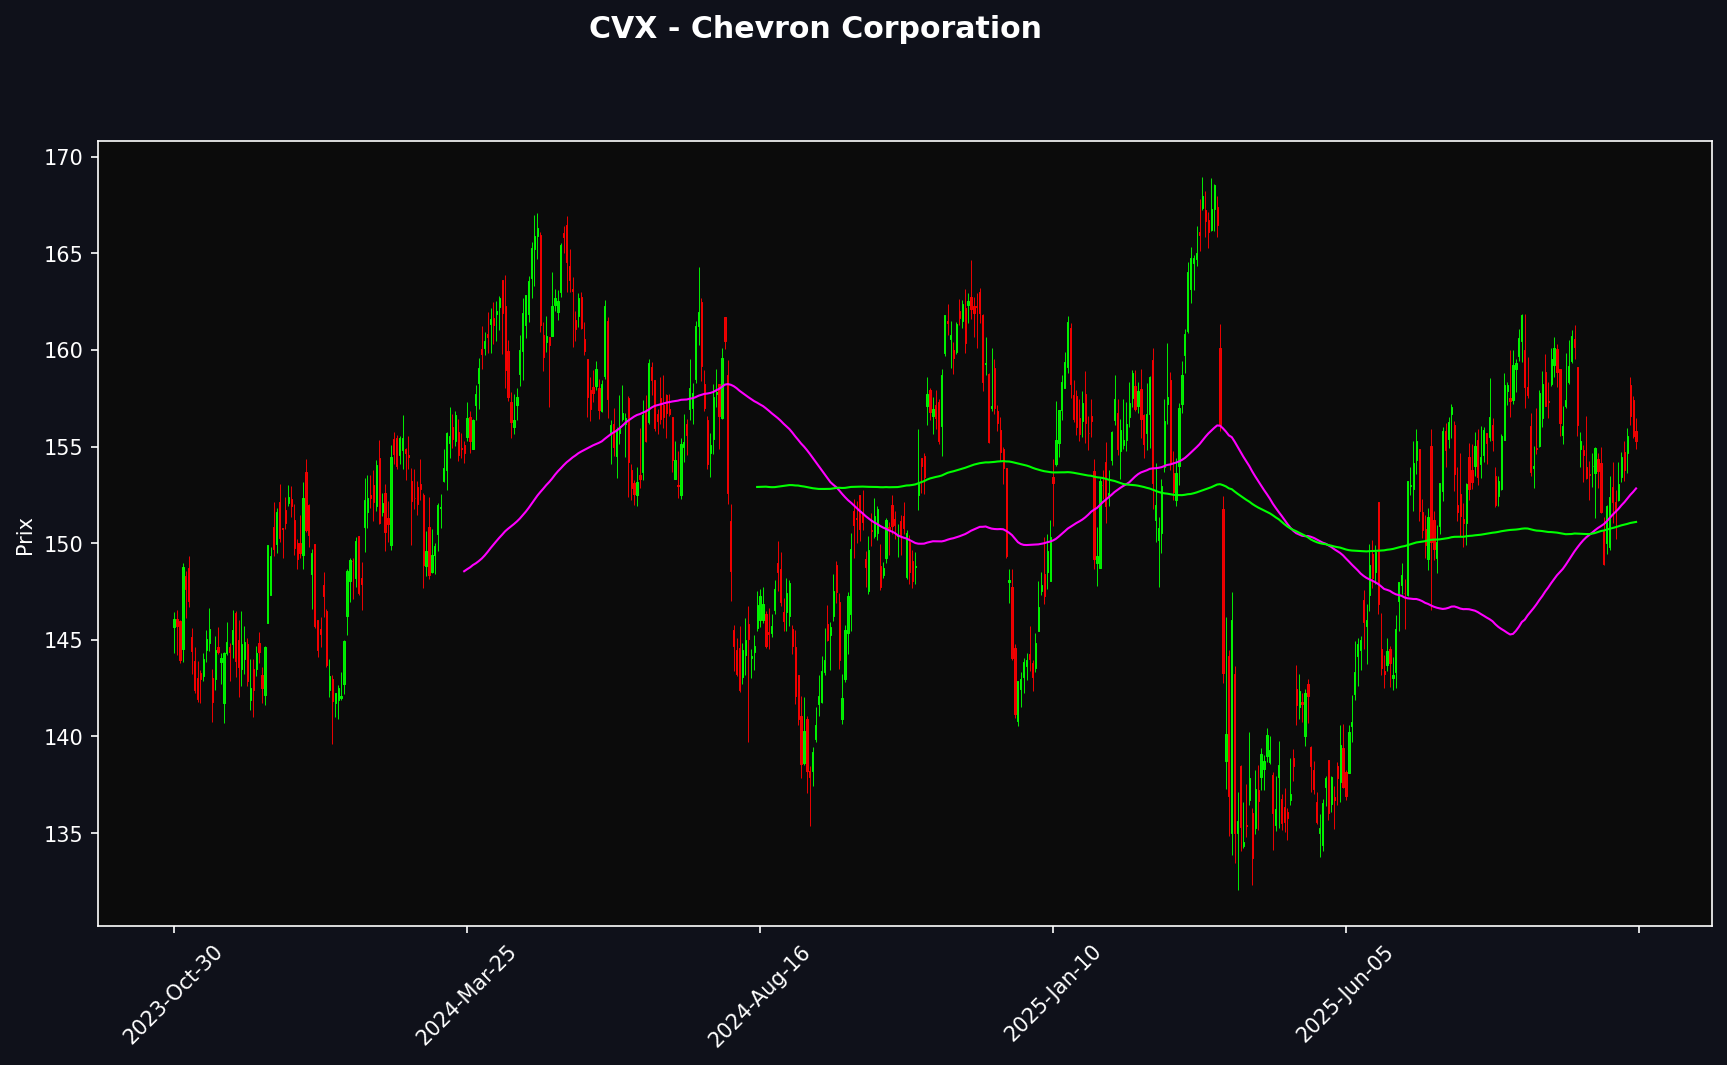 CVX - Chevron Corporation
Prix
170
165
160
155
150
145
140
135
2023-Oct-30
2024-Mar-25
2024-Aug-16
2025-Jan-10
2025-Jun-05